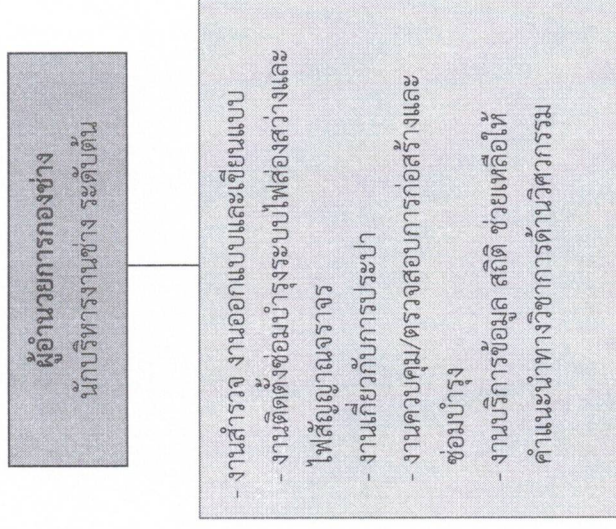 ผู้อำนวยการกองช่าง
นักบริหารงานช่าง ระดับต้น
- งานสำรวจ งานออกแบบและเขียนแบบ
- งานติดตั้งซ่อมบำรุงระบบไฟส่องสว่างและ
ไฟสัญญาณจราจร
- งานเกี่ยวกับการประปา
- งานควบคุม/ตรวจสอบการก่อสร้างและ
ซ่อมบำรุง
- งานบริการข้อมูล สถิติ ช่วยเหลือให้
คำแนะนำทางวิชาการด้านวิศวกรรม